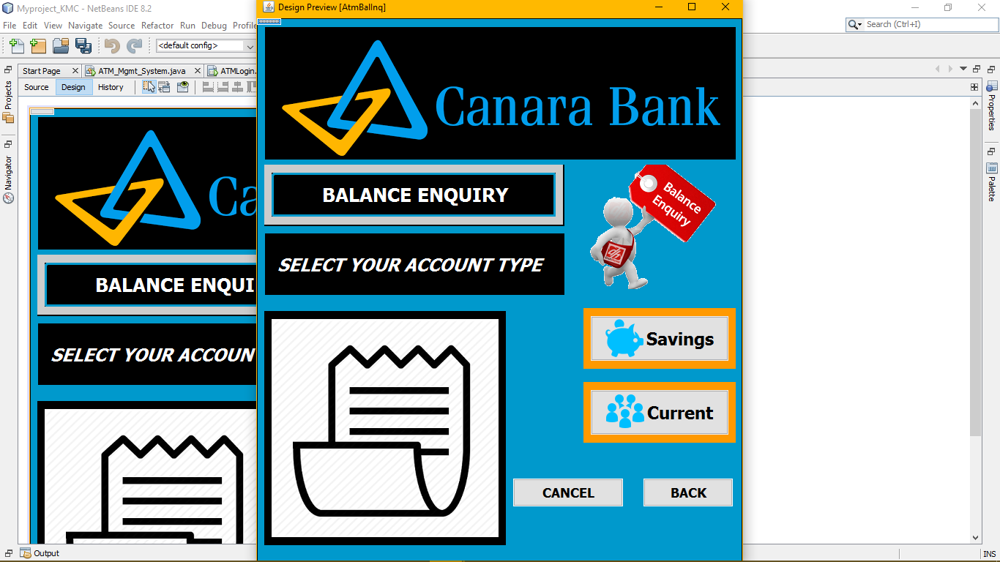 Myproject_KMC - NetBeans IDE 8.2
File Edit View Navigate Source Refactor Run Debug Profile
Search (Ctrl+I)
<default config>
Start Page
ATM_Mgmt_System.java
ATMLogin.
Source Design History
Projects
Navigator
Ca
BALANCE ENQUI
SELECT YOUR ACCOUN
Design Preview [AtmBalInq]
Canara Bank
BALANCE ENQUIRY
Balance
Enquiry
SELECT YOUR ACCOUNT TYPE
Savings
Current
CANCEL
BACK
Properties
Palette
Output
INS